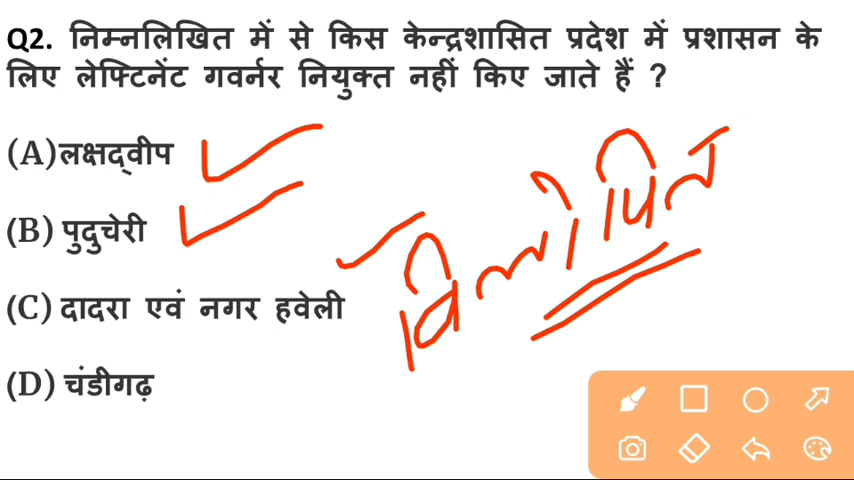 Q2. निम्नलिखित में से किस केन्द्रशासित प्रदेश में प्रशासन के
लिए लेफ्टिनेंट गवर्नर नियुक्त नहीं किए जाते हैं ?
(A)लक्षद्वीप
(B) पुदुचेरी
(C) दादरा एवं नगर हवेली
(D) चंडीगढ़
विलोपित